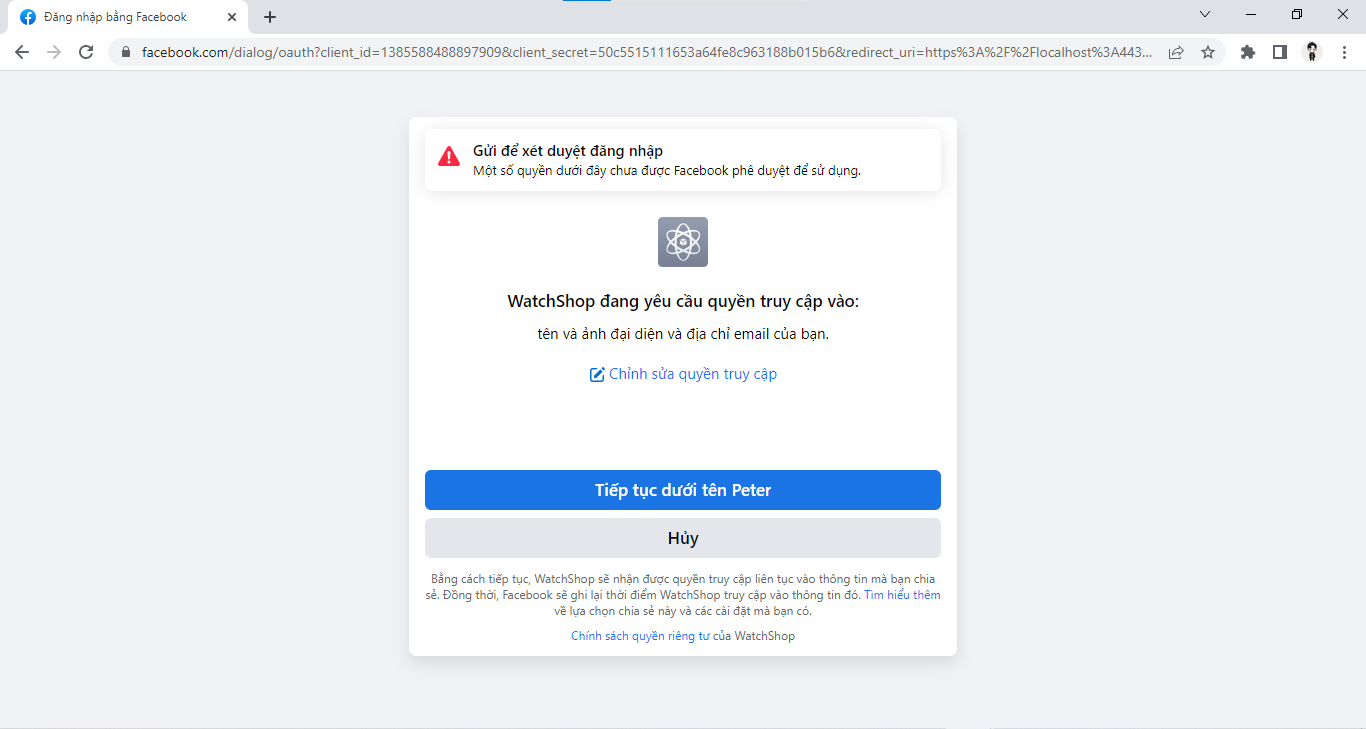 Đăng nhập bằng Facebook
facebook.com/dialog/oauth?client_id=1385588488897909&client_secret=50c5515111653a64fe8c963188b015b6&redirect_uri=https%3A%2F%2Flocalhost%3A443...
Gửi để xét duyệt đăng nhập
Một số quyền dưới đây chưa được Facebook phê duyệt để sử dụng.
WatchShop đang yêu cầu quyền truy cập vào:
tên và ảnh đại diện và địa chỉ email của bạn.
Chỉnh sửa quyền truy cập
Tiếp tục dưới tên Peter
Hủy
Bằng cách tiếp tục, WatchShop sẽ nhận được quyền truy cập liên tục vào thông tin mà bạn chia
sẻ. Đồng thời, Facebook sẽ ghi lại thời điểm WatchShop truy cập vào thông tin đó. Tìm hiểu thêm
về lựa chọn chia sẻ này và các cài đặt mà bạn có.
Chính sách quyền riêng tư của WatchShop